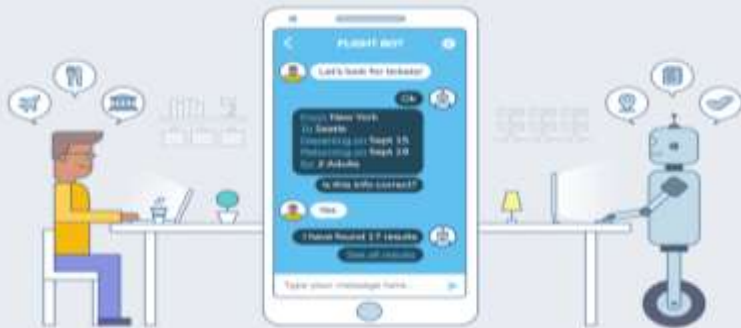 FLIGHT BOT
Let's look for tickets!
Ok
From New York
To Seattle
Departing on Sept 15
Returning on Sept 19
for 2 Adults
Is this info correct?
Yes
I have found 17 results
See all results
Type your message here...